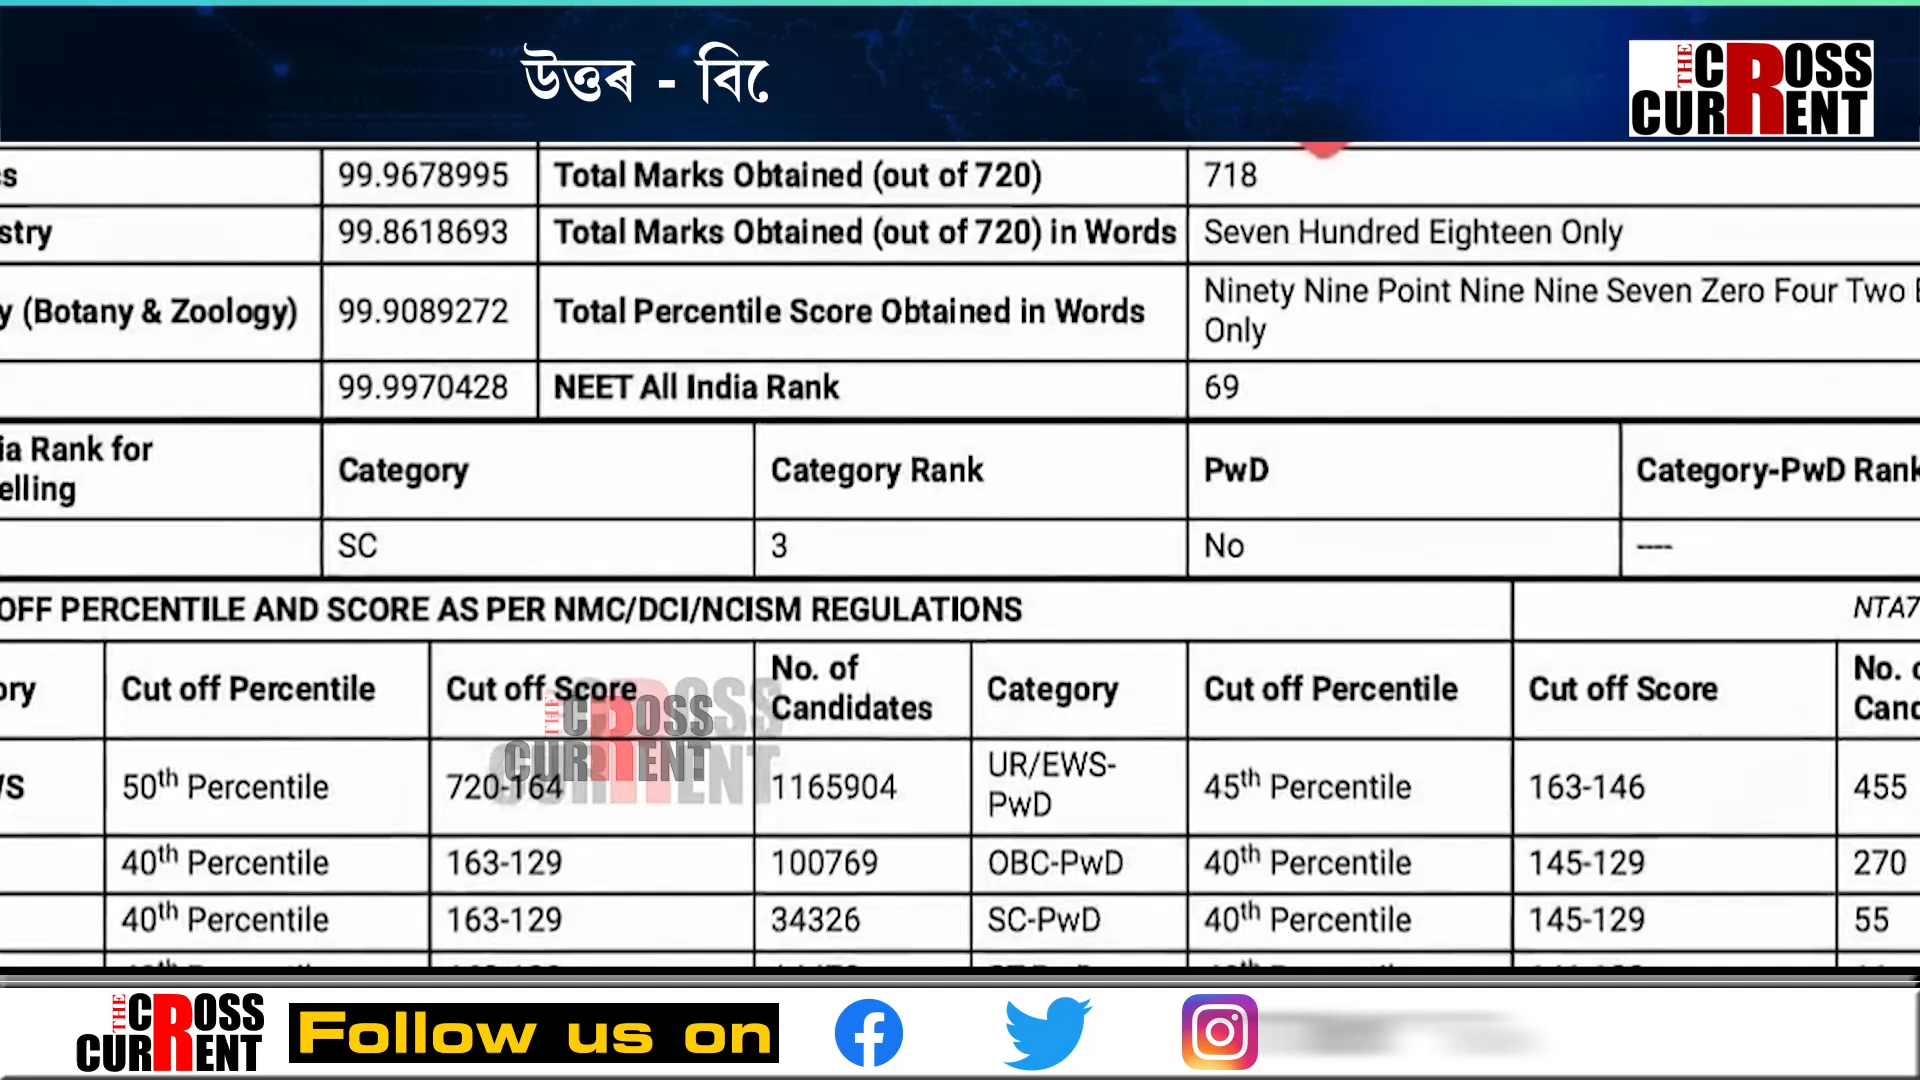 উত্তৰ - বি
THE CROSS CURRENT
99.9678995 Total Marks Obtained (out of 720) 718
99.8618693 Total Marks Obtained (out of 720) in Words Seven Hundred Eighteen Only
(Botany & Zoology) 99.9089272 Total Percentile Score Obtained in Words Ninety Nine Point Nine Nine Seven Zero Four Two
Only
99.9970428 NEET All India Rank 69
Rank for
Category Category Rank PwD Category-PwD Rank
SC 3 No ----
OFF PERCENTILE AND SCORE AS PER NMC/DCI/NCISM REGULATIONS NTA7
Cut off Percentile Cut off Score No. of Candidates Category Cut off Percentile Cut off Score No.
THE CROSS CURRENT
50th Percentile 720-164 1165904 UR/EWS-PwD 45th Percentile 163-146 455
40th Percentile 163-129 100769 OBC-PwD 40th Percentile 145-129 270
40th Percentile 163-129 34326 SC-PwD 40th Percentile 145-129 55
THE CROSS CURRENT Follow us on